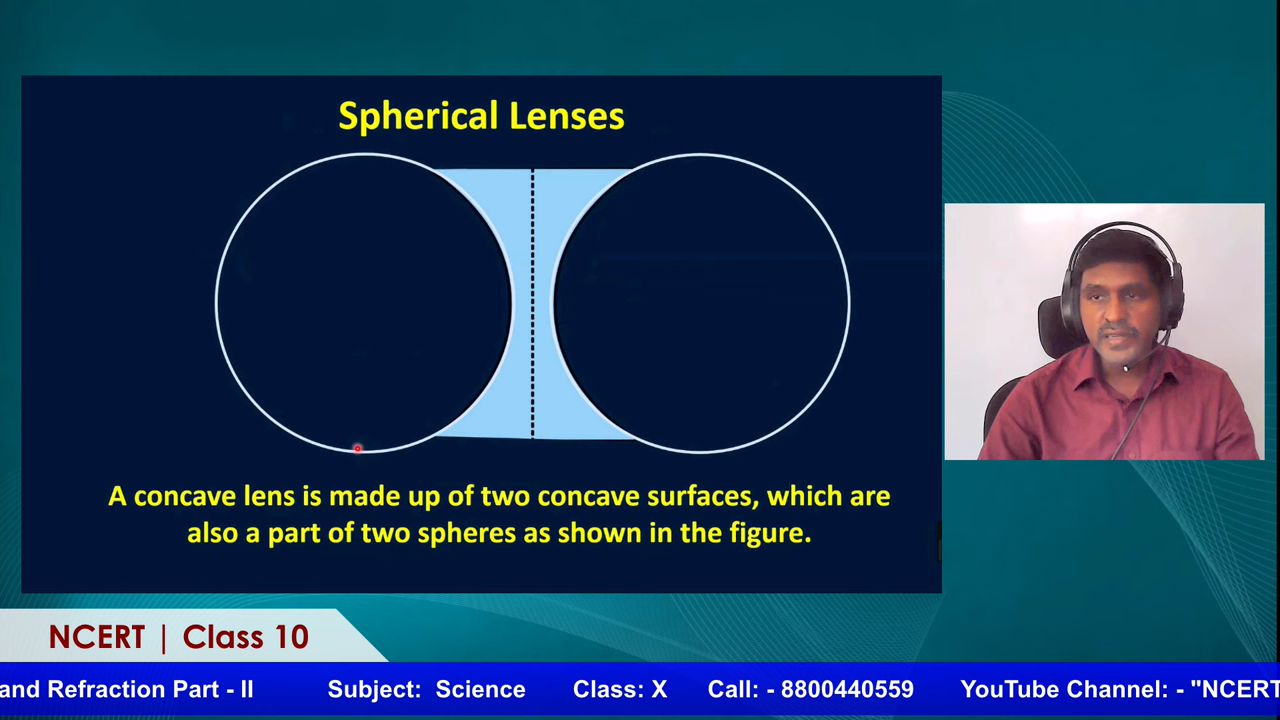 Spherical Lenses
A concave lens is made up of two concave surfaces, which are
also a part of two spheres as shown in the figure.
NCERT | Class 10
and Refraction Part - II Subject: Science Class: X Call: - 8800440559 YouTube Channel: - "NCERT